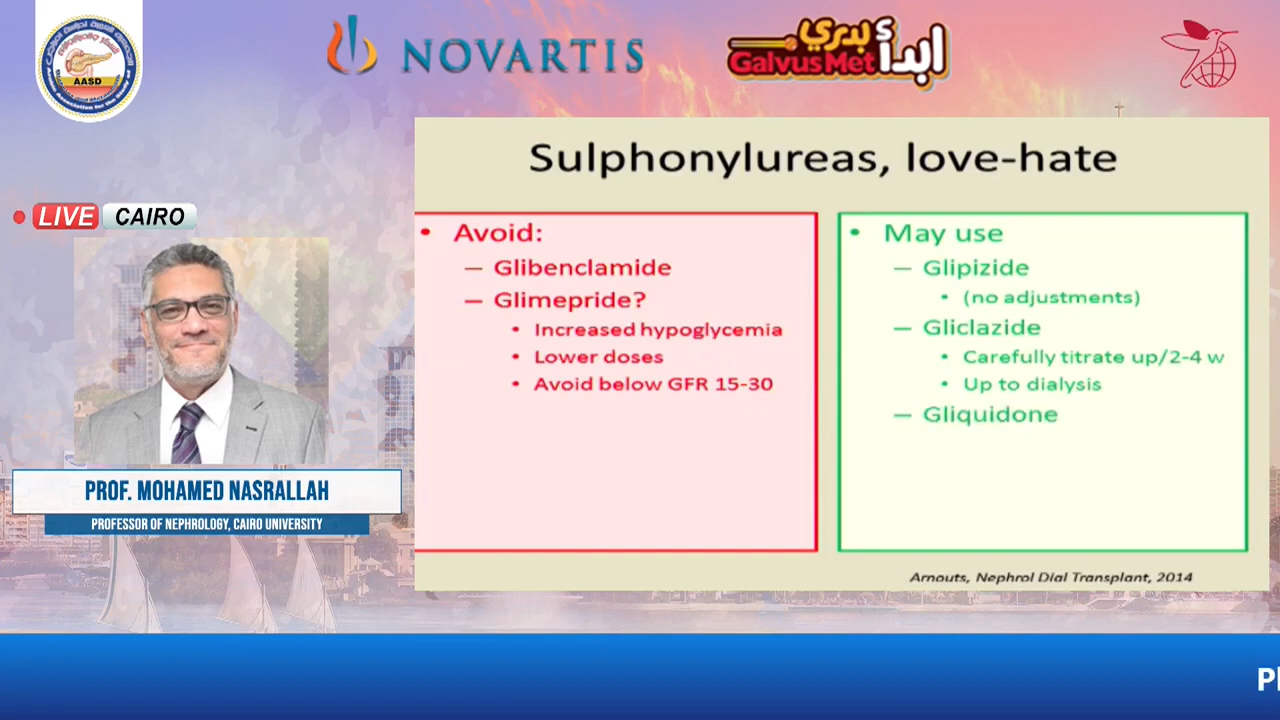 AASD
NOVARTIS
ابدأ بدري
GalvusMet
LIVE CAIRO
PROF. MOHAMED NASRALLAH
PROFESSOR OF NEPHROLOGY, CAIRO UNIVERSITY
Sulphonylureas, love-hate
• Avoid:
– Glibenclamide
– Glimepride?
• Increased hypoglycemia
• Lower doses
• Avoid below GFR 15-30
• May use
– Glipizide
• (no adjustments)
– Gliclazide
• Carefully titrate up/2-4 w
• Up to dialysis
– Gliquidone
Arnouts, Nephrol Dial Transplant, 2014